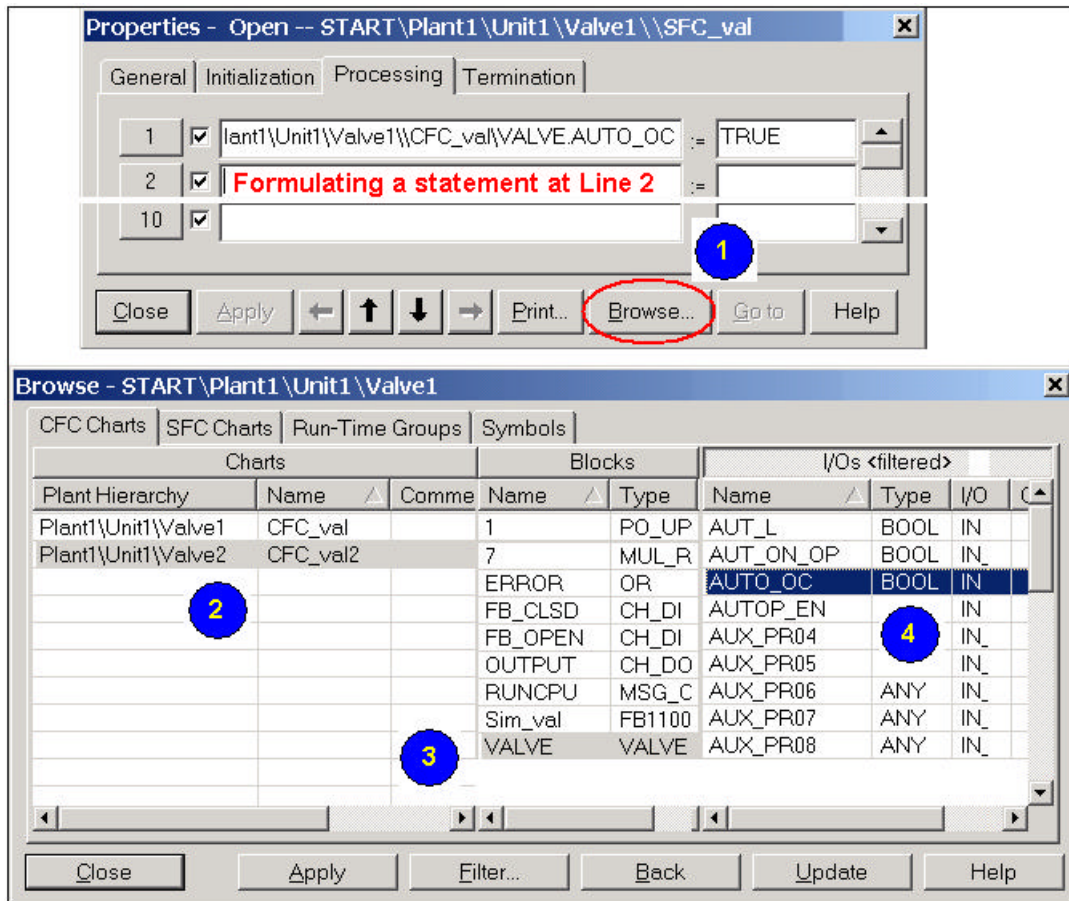 Properties - Open -- START\Plant1\Unit1\Valve1\\SFC_val
General Initialization Processing Termination
1 lant1\Unit1\Valve1\\CFC_val\VALVE.AUTO_OC := TRUE
2 Formulating a statement at Line 2 :=
10
1
Close Apply Print... Browse... Go to Help
Browse - START\Plant1\Unit1\Valve1
CFC Charts SFC Charts Run-Time Groups Symbols
Charts Blocks I/Os <filtered>
Plant Hierarchy Name Comme Name Type Name Type I/O
Plant1\Unit1\Valve1 CFC_val 1 PO_UP AUT_L BOOL IN
Plant1\Unit1\Valve2 CFC_val2 7 MUL_R AUT_ON_OP BOOL IN
ERROR OR AUTO_OC BOOL IN
2 FB_CLSD CH_DI AUTOP_EN IN
FB_OPEN CH_DI AUX_PR04 4 IN_
OUTPUT CH_DO AUX_PR05 IN_
RUNCPU MSG_C AUX_PR06 ANY IN_
Sim_val FB1100 AUX_PR07 ANY IN_
3 VALVE VALVE AUX_PR08 ANY IN_
Close Apply Filter... Back Update Help